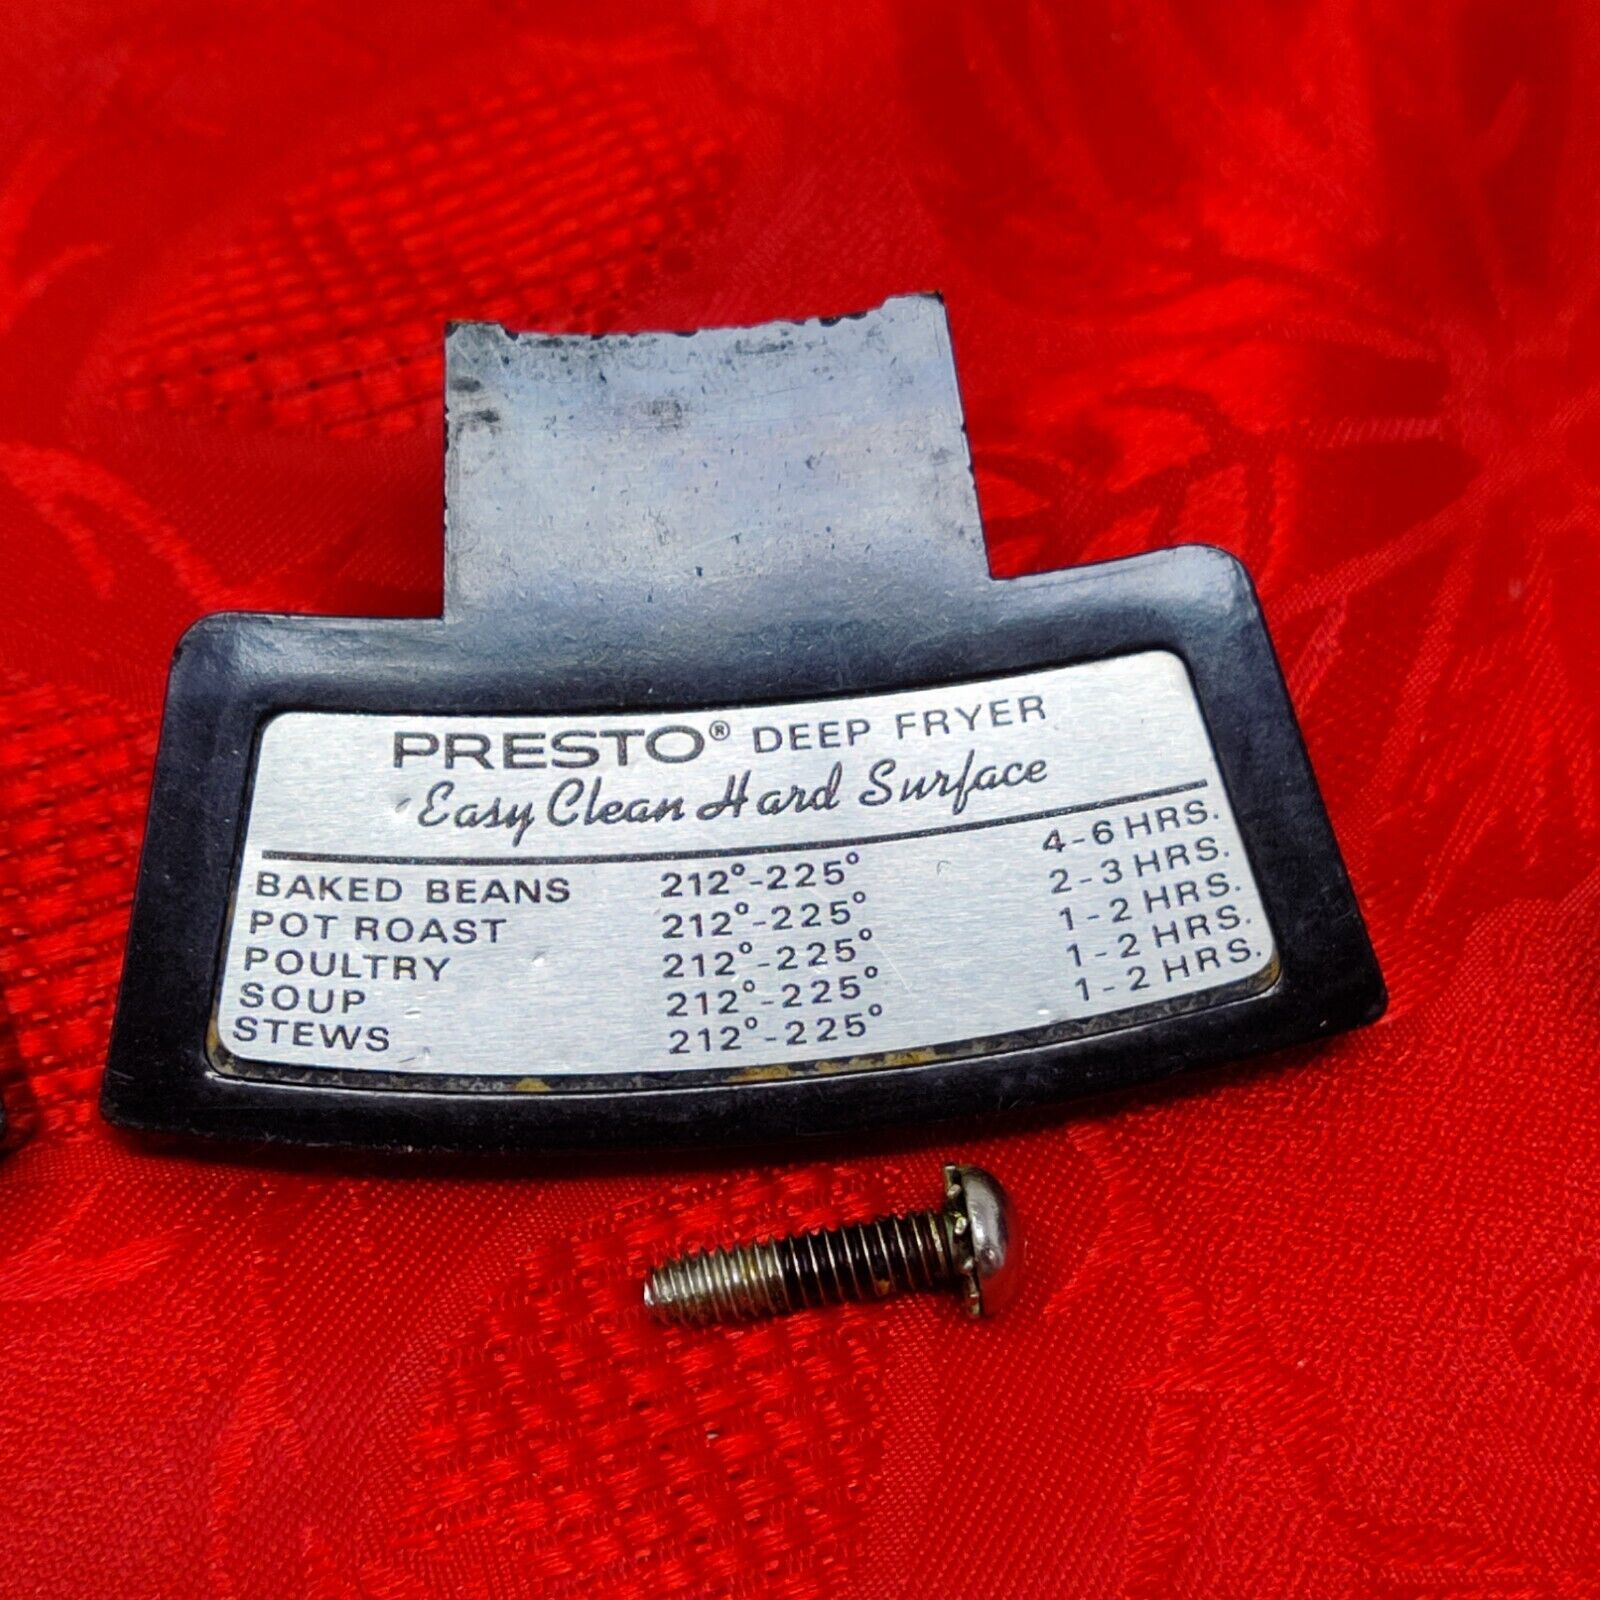 PRESTO® DEEP FRYER
Easy Clean Hard Surface
BAKED BEANS 212°-225° 4-6 HRS.
POT ROAST 212°-225° 2-3 HRS.
POULTRY 212°-225° 1-2 HRS.
SOUP 212°-225° 1-2 HRS.
STEWS 212°-225° 1-2 HRS.